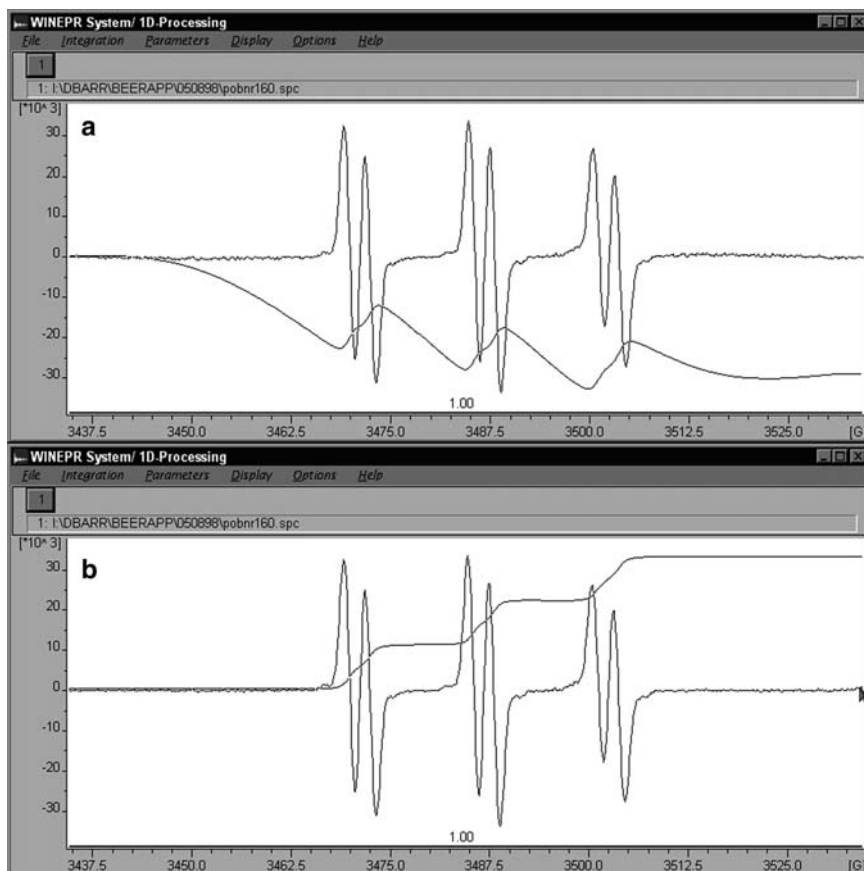 WINEPR System/ 1D-Processing
File Integration Parameters Display Options Help
1
1: I:\DBARR\BEERAPP\050898\pobnr160.spc
[*10^ 3]
a
30
20
10
0
-10
-20
-30
1.00
3437.5 3450.0 3462.5 3475.0 3487.5 3500.0 3512.5 3525.0 [G]
WINEPR System/ 1D-Processing
File Integration Parameters Display Options Help
1
1: I:\DBARR\BEERAPP\050898\pobnr160.spc
[*10^ 3]
b
30
20
10
0
-10
-20
-30
1.00
3437.5 3450.0 3462.5 3475.0 3487.5 3500.0 3512.5 3525.0 [G]